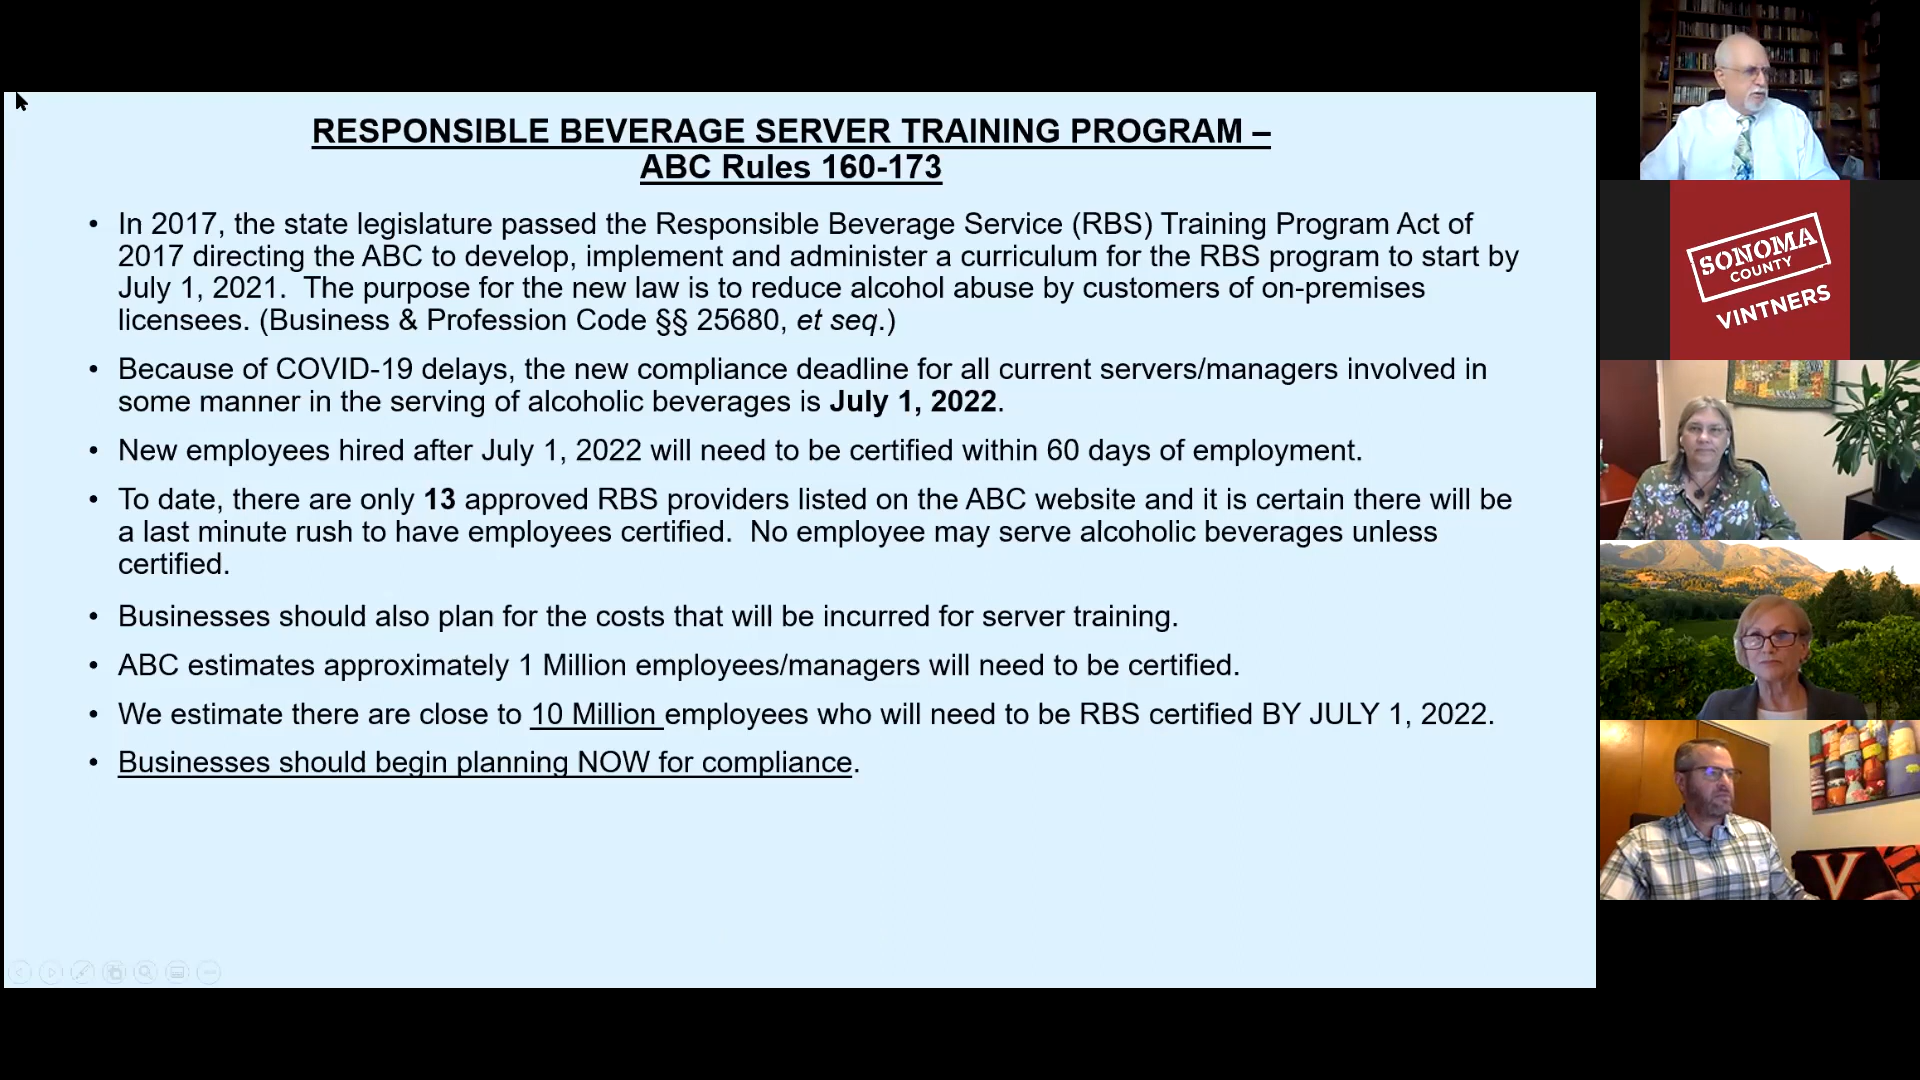 RESPONSIBLE BEVERAGE SERVER TRAINING PROGRAM –
ABC Rules 160-173
• In 2017, the state legislature passed the Responsible Beverage Service (RBS) Training Program Act of
2017 directing the ABC to develop, implement and administer a curriculum for the RBS program to start by
July 1, 2021.  The purpose for the new law is to reduce alcohol abuse by customers of on-premises
licensees. (Business & Profession Code §§ 25680, et seq.)
• Because of COVID-19 delays, the new compliance deadline for all current servers/managers involved in
some manner in the serving of alcoholic beverages is July 1, 2022.
• New employees hired after July 1, 2022 will need to be certified within 60 days of employment.
• To date, there are only 13 approved RBS providers listed on the ABC website and it is certain there will be
a last minute rush to have employees certified.  No employee may serve alcoholic beverages unless
certified.
• Businesses should also plan for the costs that will be incurred for server training.
• ABC estimates approximately 1 Million employees/managers will need to be certified.
• We estimate there are close to 10 Million employees who will need to be RBS certified BY JULY 1, 2022.
• Businesses should begin planning NOW for compliance.
SONOMA
COUNTY
VINTNERS
V